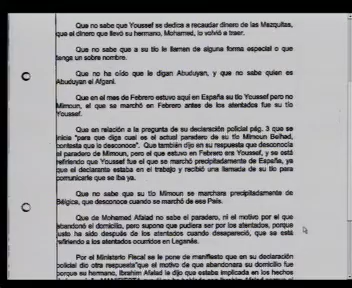 Que no sabe que Youssef se dedica a recaudar dinero de las Mezquitas,
que el dinero que llevó su hermano, Mohamed, lo volvió a traer.
Que no sabe que a su tío le llamen de alguna forma especial o que
tenga un sobre nombre.
Que no ha oído que le digan Abuduyan, y que no sabe quien es
Abuduyan el Afgani.
Que en el mes de Febrero estuvo aquí en España su tío Youssef pero no
Mimoun, el que se marchó en Febrero antes de los atentados fue su tío
Youssef.
Que en relación a la pregunta de su declaración policial pág. 3 que se
inicia "para que diga cual es el actual paradero de su tío Mimoun Belhad,
contesta que lo desconoce". Que también dijo en su respuesta que desconocía
el paradero de Mimoun, pero el que estuvo en Febrero era Youssef, y se está
refiriendo que Youssef fue el que se marchó precipitadamente de España, ya
que el declarante estaba en el trabajo y recibió una llamada de su tío para
comunicarle que se iba ya.
Que no sabe que su tío Mimoun se marchara precipitadamente de
Bélgica, que desconoce cuando se marchó de ese País.
Que de Mohamed Afalad no sabe el paradero, ni el motivo por el que
abandonó el domicilio, pero supone que pudiera ser por los atentados, porque
justo ha sido después de los atentados cuando desapareció, que se está
refiriendo a los atentados ocurridos en Leganés.
Por el Ministerio Fiscal se le pone de manifiesto que en su declaración
policial dio otra respuesta "que el motivo de que abandonara su domicilio fue
porque su hermano, Ibrahim Afalad le dijo que estaba implicada en los hechos